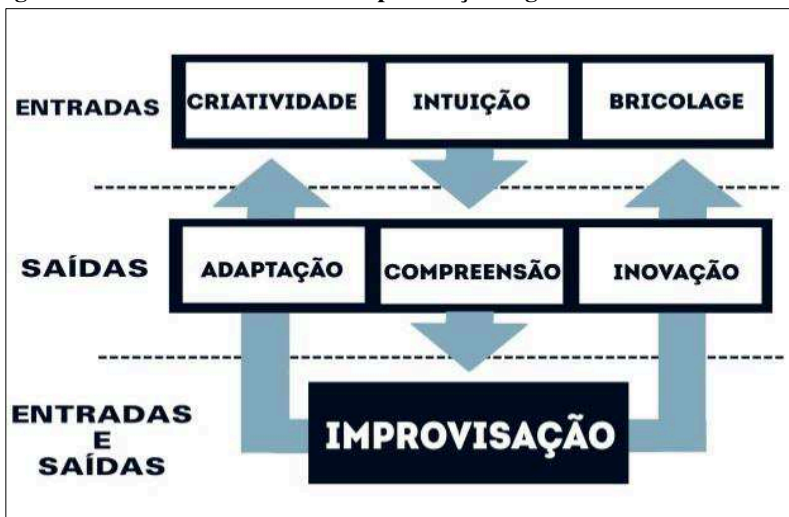 ENTRADAS
CRIATIVIDADE
INTUIÇÃO
BRICOLAGE
SAÍDAS
ADAPTAÇÃO
COMPREENSÃO
INOVAÇÃO
ENTRADAS
E
SAÍDAS
IMPROVISAÇÃO